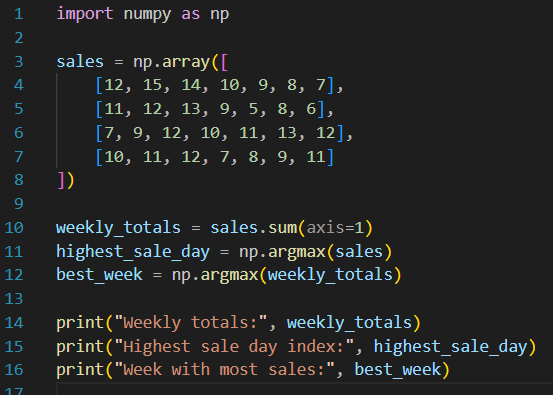 1 import numpy as np
2
3 sales = np.array([
4     [12, 15, 14, 10, 9, 8, 7],
5     [11, 12, 13, 9, 5, 8, 6],
6     [7, 9, 12, 10, 11, 13, 12],
7     [10, 11, 12, 7, 8, 9, 11]
8 ])
9
10 weekly_totals = sales.sum(axis=1)
11 highest_sale_day = np.argmax(sales)
12 best_week = np.argmax(weekly_totals)
13
14 print("Weekly totals:", weekly_totals)
15 print("Highest sale day index:", highest_sale_day)
16 print("Week with most sales:", best_week)
17